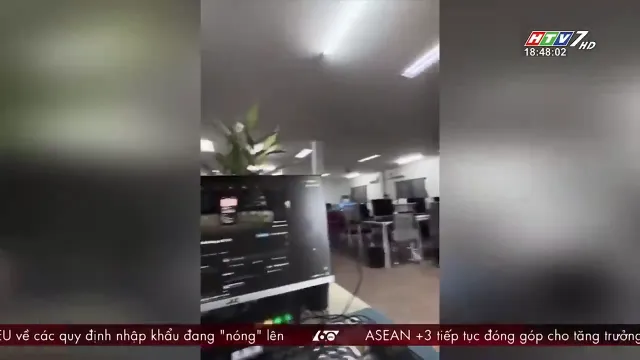 HTV7 HD
18:48:02
EU về các quy định nhập khẩu đang "nóng" lên
60 ASEAN +3 tiếp tục đóng góp cho tăng trưởng